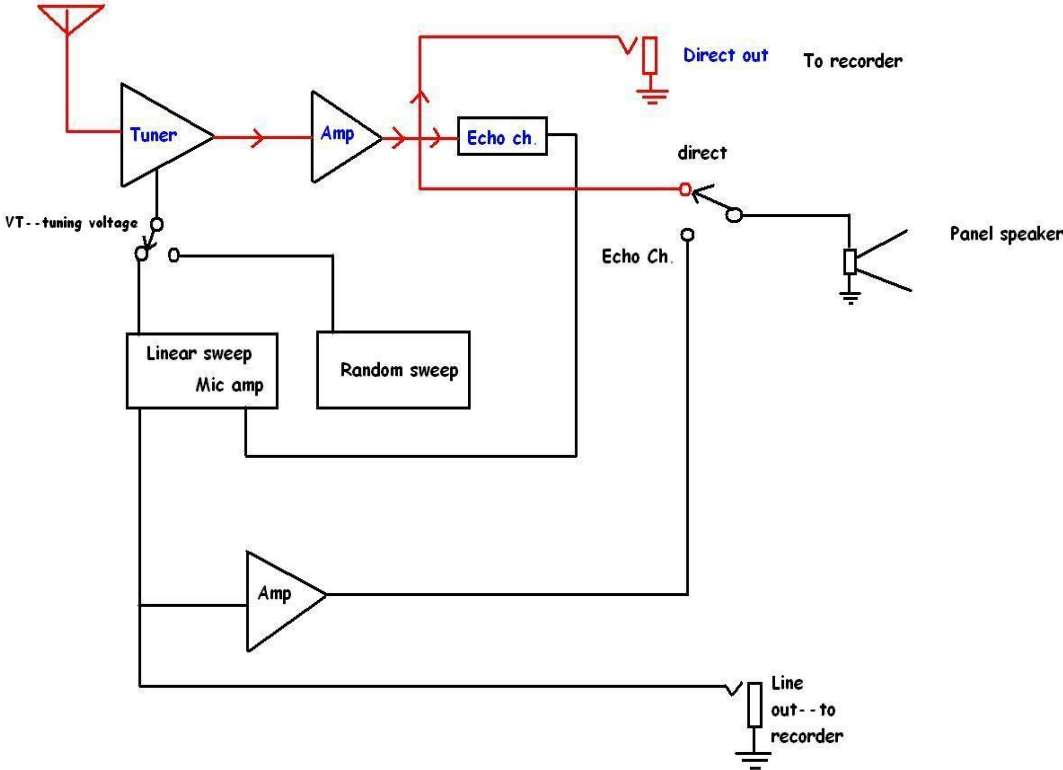 Direct out
To recorder
Tuner
Amp
Echo ch.
direct
VT--tuning voltage
Echo Ch.
Panel speaker
Linear sweep
Mic amp
Random sweep
Amp
Line
out--to
recorder